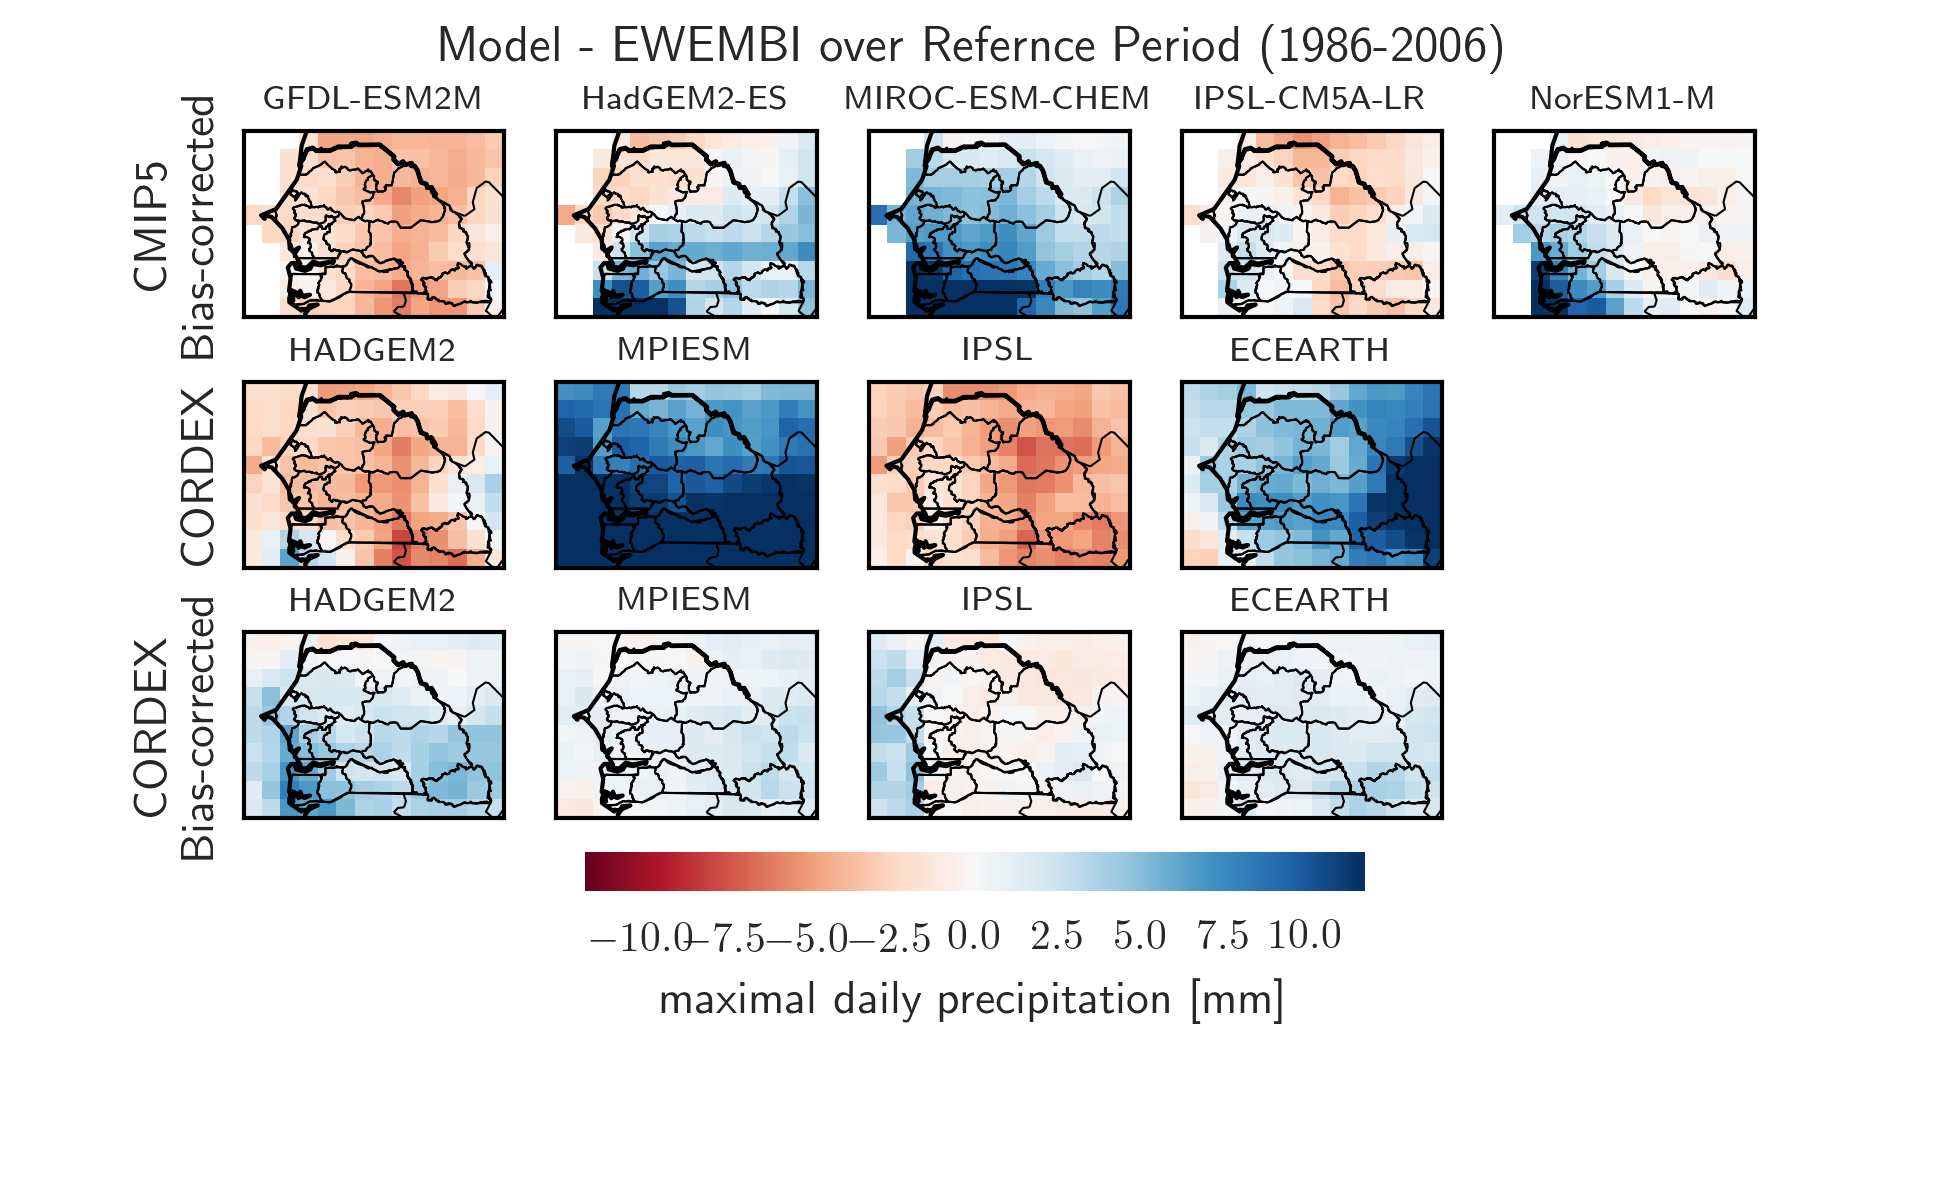 Model - EWEMBI over Refernce Period (1986-2006)
GFDL-ESM2M HadGEM2-ES MIROC-ESM-CHEM IPSL-CM5A-LR NorESM1-M
CMIP5
Bias-corrected
HADGEM2 MPIESM IPSL ECEARTH
CORDEX
HADGEM2 MPIESM IPSL ECEARTH
CORDEX
Bias-corrected
−10.0 −7.5 −5.0 −2.5 0.0 2.5 5.0 7.5 10.0
maximal daily precipitation [mm]